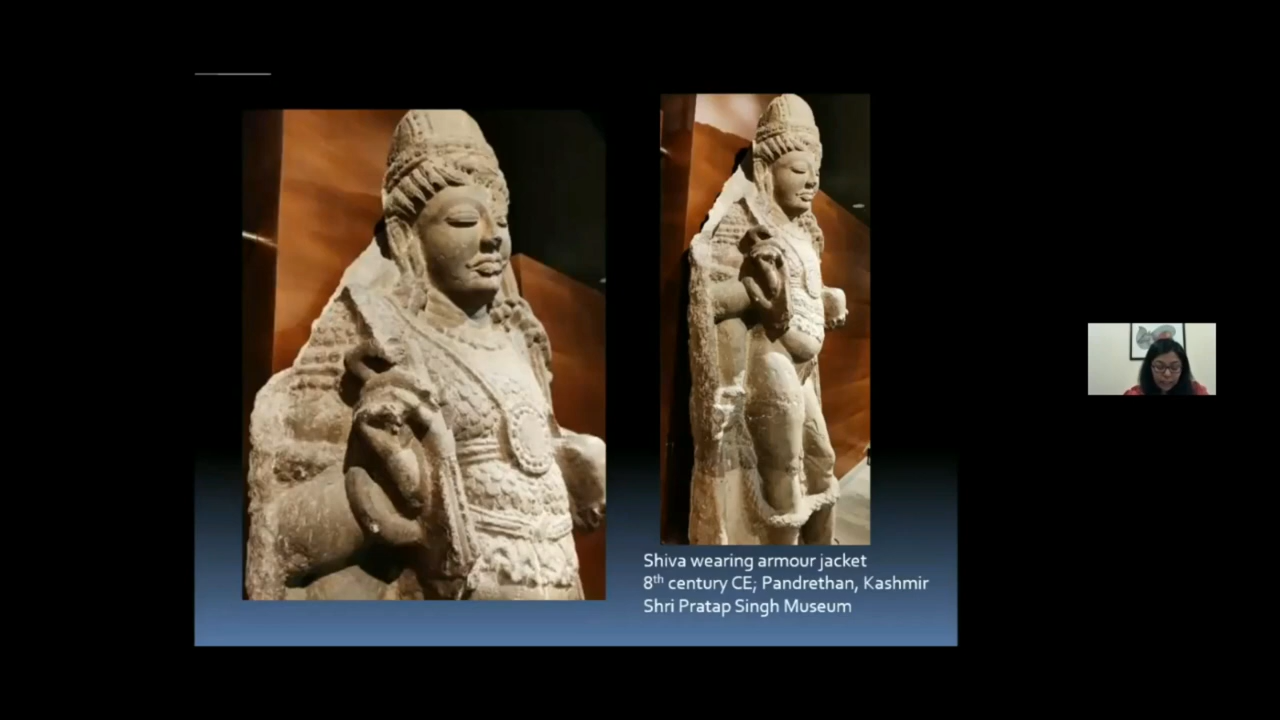 Shiva wearing armour jacket
8th century CE; Pandrethan, Kashmir
Shri Pratap Singh Museum